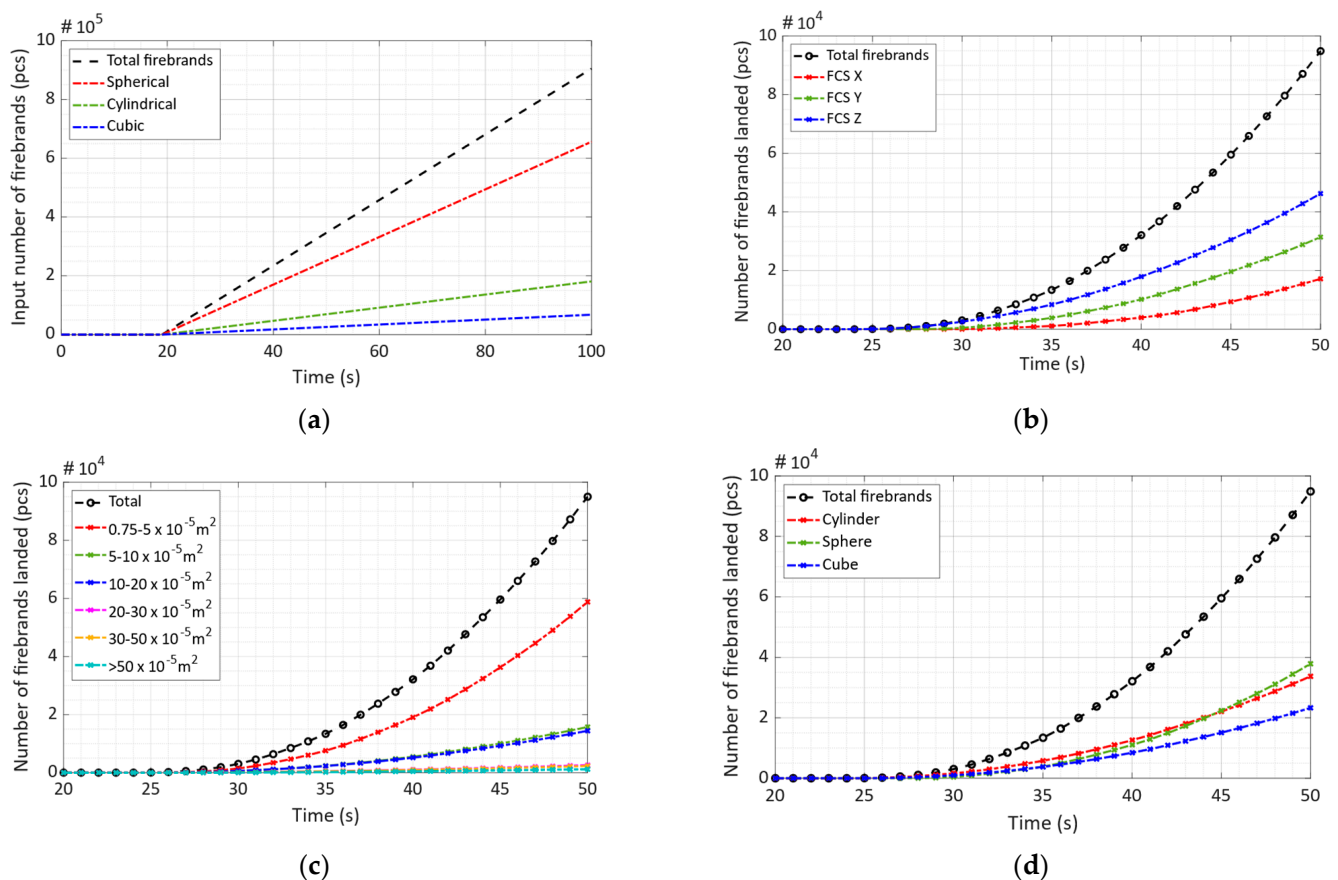 # 10^5
Input number of firebrands (pcs)
10
8
6
4
2
0
Total firebrands
Spherical
Cylindrical
Cubic
0 20 40 60 80 100
Time (s)
(a)
# 10^4
Number of firebrands landed (pcs)
10
8
6
4
2
0
Total firebrands
FCS X
FCS Y
FCS Z
20 25 30 35 40 45 50
Time (s)
(b)
# 10^4
Number of firebrands landed (pcs)
10
8
6
4
2
0
Total
0.75-5 x 10^-5 m^2
5-10 x 10^-5 m^2
10-20 x 10^-5 m^2
20-30 x 10^-5 m^2
30-50 x 10^-5 m^2
>50 x 10^-5 m^2
20 25 30 35 40 45 50
Time (s)
(c)
# 10^4
Number of firebrands landed (pcs)
10
8
6
4
2
0
Total firebrands
Cylinder
Sphere
Cube
20 25 30 35 40 45 50
Time (s)
(d)